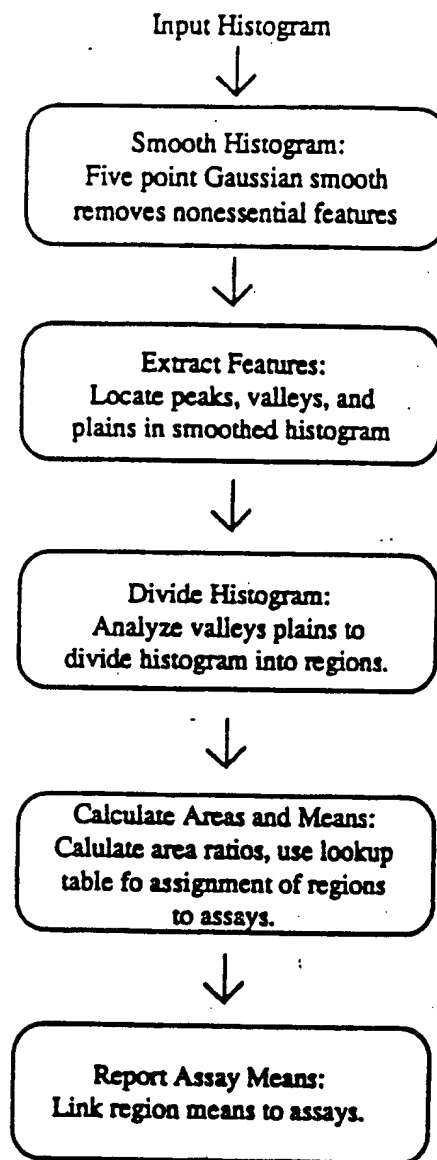 Input Histogram
Smooth Histogram:
Five point Gaussian smooth
removes nonessential features
Extract Features:
Locate peaks, valleys, and
plains in smoothed histogram
Divide Histogram:
Analyze valleys plains to
divide histogram into regions.
Calculate Areas and Means:
Calulate area ratios, use lookup
table fo assignment of regions
to assays.
Report Assay Means:
Link region means to assays.